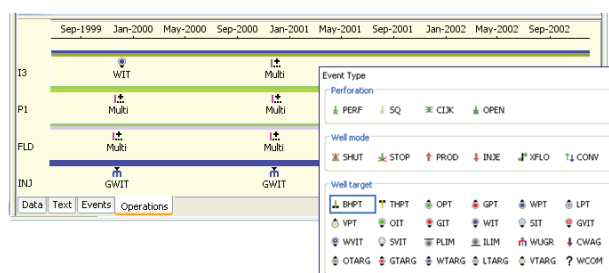 Sep-1999 Jan-2000 May-2000 Sep-2000 Jan-2001 May-2001 Sep-2001 Jan-2002 May-2002 Sep-2002
I3 WIT Multi
P1 Multi Multi
FLD Multi Multi
INJ GWIT GWIT
Data Text Events Operations
Event Type
Perforation
PERF SQ CIJK OPEN
Well mode
SHUT STOP PROD INJE XFLO CONV
Well target
BHPT THPT OPT GPT WPT LPT
VPT OIT GIT WIT SIT GVIT
WVIT SVIT PLIM ILIM WUGR CWAG
OTARG GTARG WTARG LTARG VTARG ? WCOM